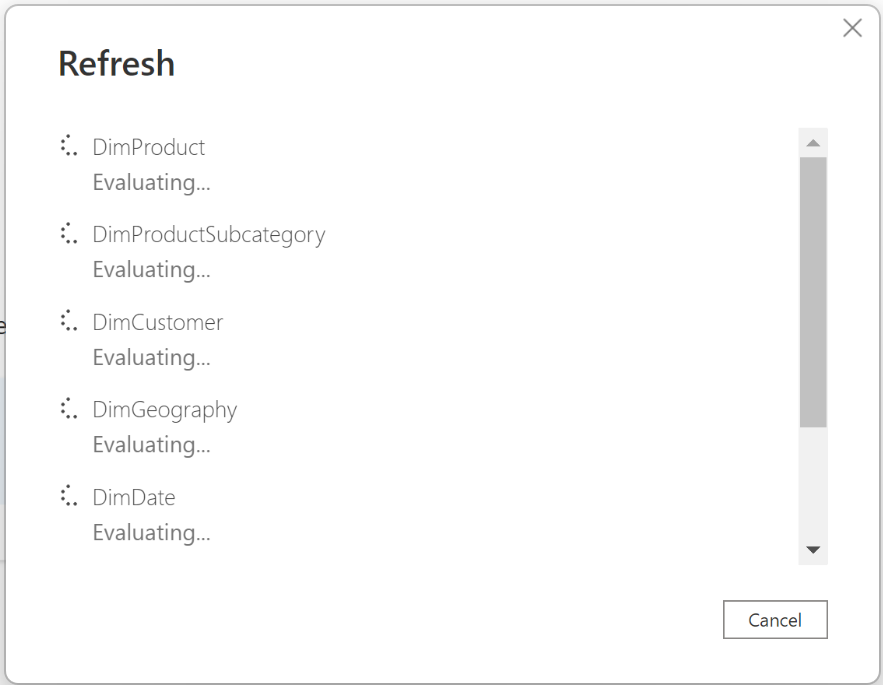 Refresh
DimProduct
Evaluating...
DimProductSubcategory
Evaluating...
DimCustomer
Evaluating...
DimGeography
Evaluating...
DimDate
Evaluating...
Cancel